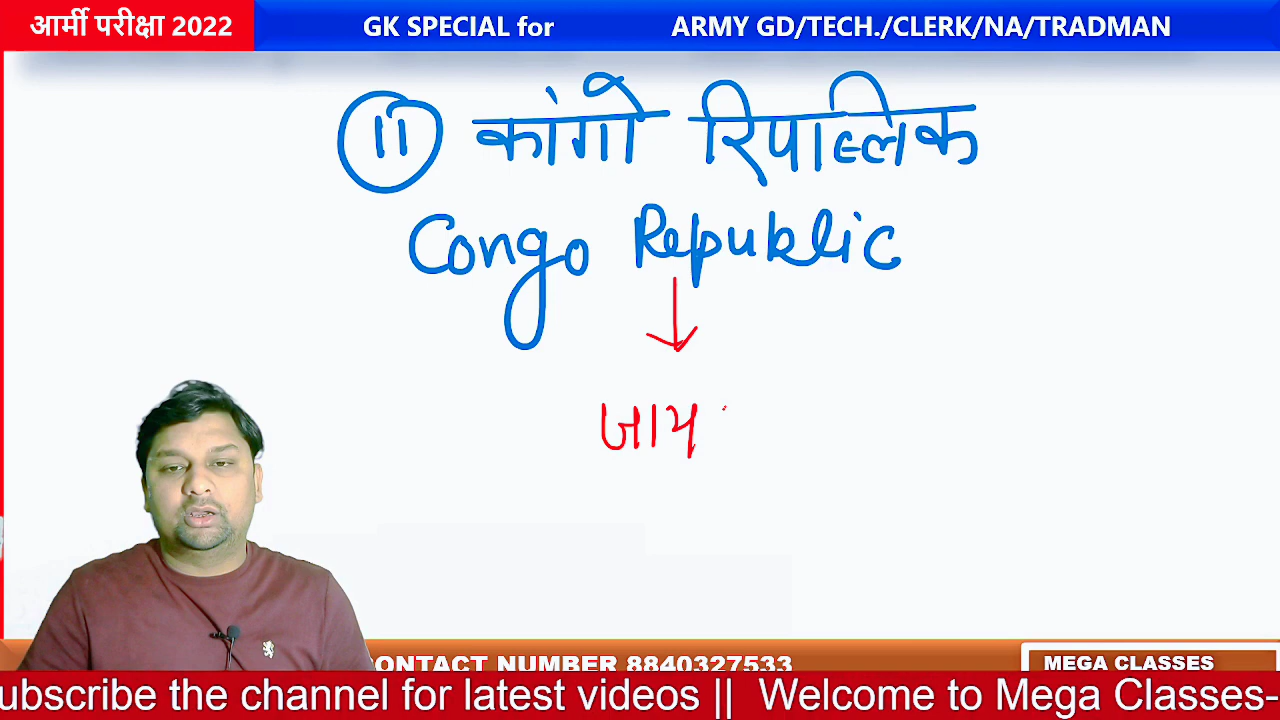 आर्मी परीक्षा 2022 GK SPECIAL for ARMY GD/TECH./CLERK/NA/TRADMAN
11 कांगो रिपब्लिक
Congo Republic
जाय
CONTACT NUMBER 8840327533 MEGA CLASSES
ubscribe the channel for latest videos || Welcome to Mega Classes-